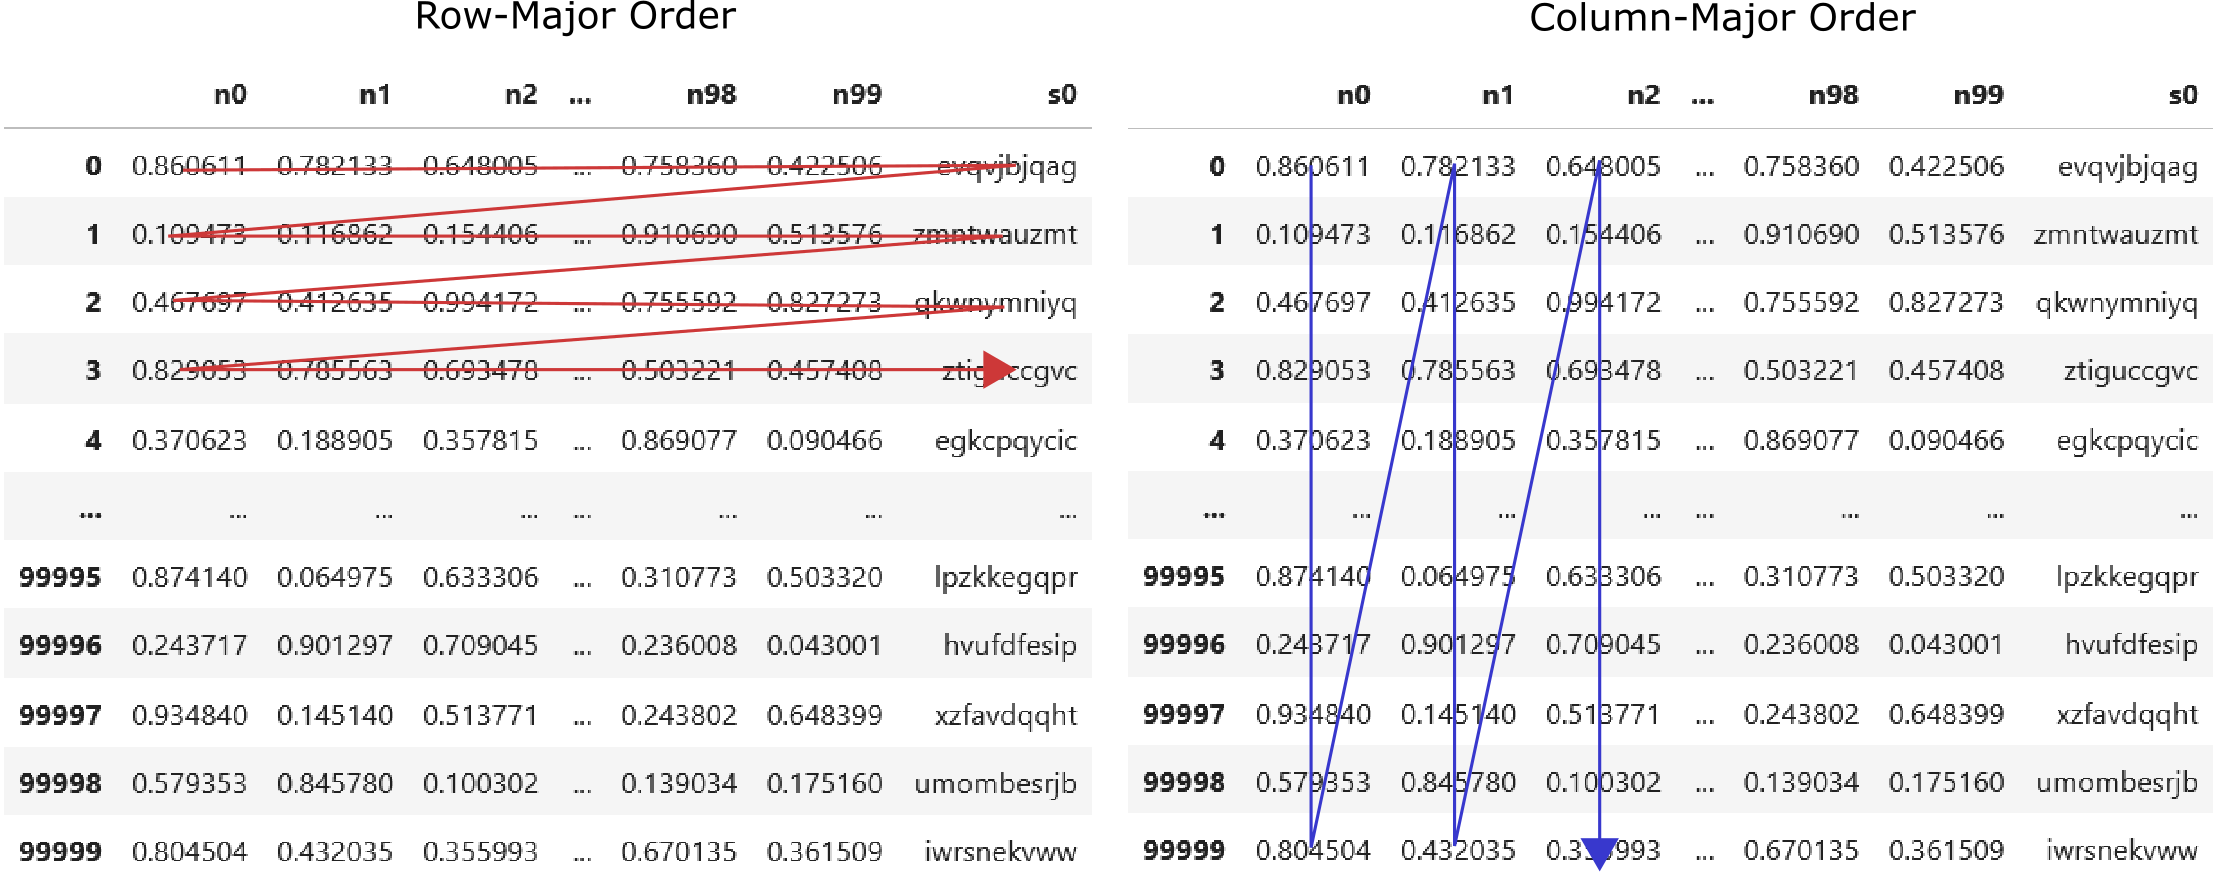 Row-Major Order
n0 n1 n2 ... n98 n99 s0
0 0.860611 0.782133 0.648005 ... 0.758360 0.422506 evqvjbjqag
1 0.109473 0.116862 0.154406 ... 0.910690 0.513576 zmntwauzmt
2 0.467697 0.412635 0.994172 ... 0.755592 0.827273 qkwnymniyq
3 0.829053 0.785563 0.693478 ... 0.503221 0.457408 ztiguccgvc
4 0.370623 0.188905 0.357815 ... 0.869077 0.090466 egkcpqycic
... ... ... ... ... ... ... ...
99995 0.874140 0.064975 0.633306 ... 0.310773 0.503320 lpzkkegqpr
99996 0.243717 0.901297 0.709045 ... 0.236008 0.043001 hvufdfesip
99997 0.934840 0.145140 0.513771 ... 0.243802 0.648399 xzfavdqqht
99998 0.579353 0.845780 0.100302 ... 0.139034 0.175160 umombesrjb
99999 0.804504 0.432035 0.355993 ... 0.670135 0.361509 iwrsnekvww
Column-Major Order
n0 n1 n2 ... n98 n99 s0
0 0.860611 0.782133 0.648005 ... 0.758360 0.422506 evqvjbjqag
1 0.109473 0.116862 0.154406 ... 0.910690 0.513576 zmntwauzmt
2 0.467697 0.412635 0.994172 ... 0.755592 0.827273 qkwnymniyq
3 0.829053 0.785563 0.693478 ... 0.503221 0.457408 ztiguccgvc
4 0.370623 0.188905 0.357815 ... 0.869077 0.090466 egkcpqycic
... ... ... ... ... ... ... ...
99995 0.874140 0.064975 0.633306 ... 0.310773 0.503320 lpzkkegqpr
99996 0.243717 0.901297 0.709045 ... 0.236008 0.043001 hvufdfesip
99997 0.934840 0.145140 0.513771 ... 0.243802 0.648399 xzfavdqqht
99998 0.579353 0.845780 0.100302 ... 0.139034 0.175160 umombesrjb
99999 0.804504 0.432035 0.355993 ... 0.670135 0.361509 iwrsnekvww